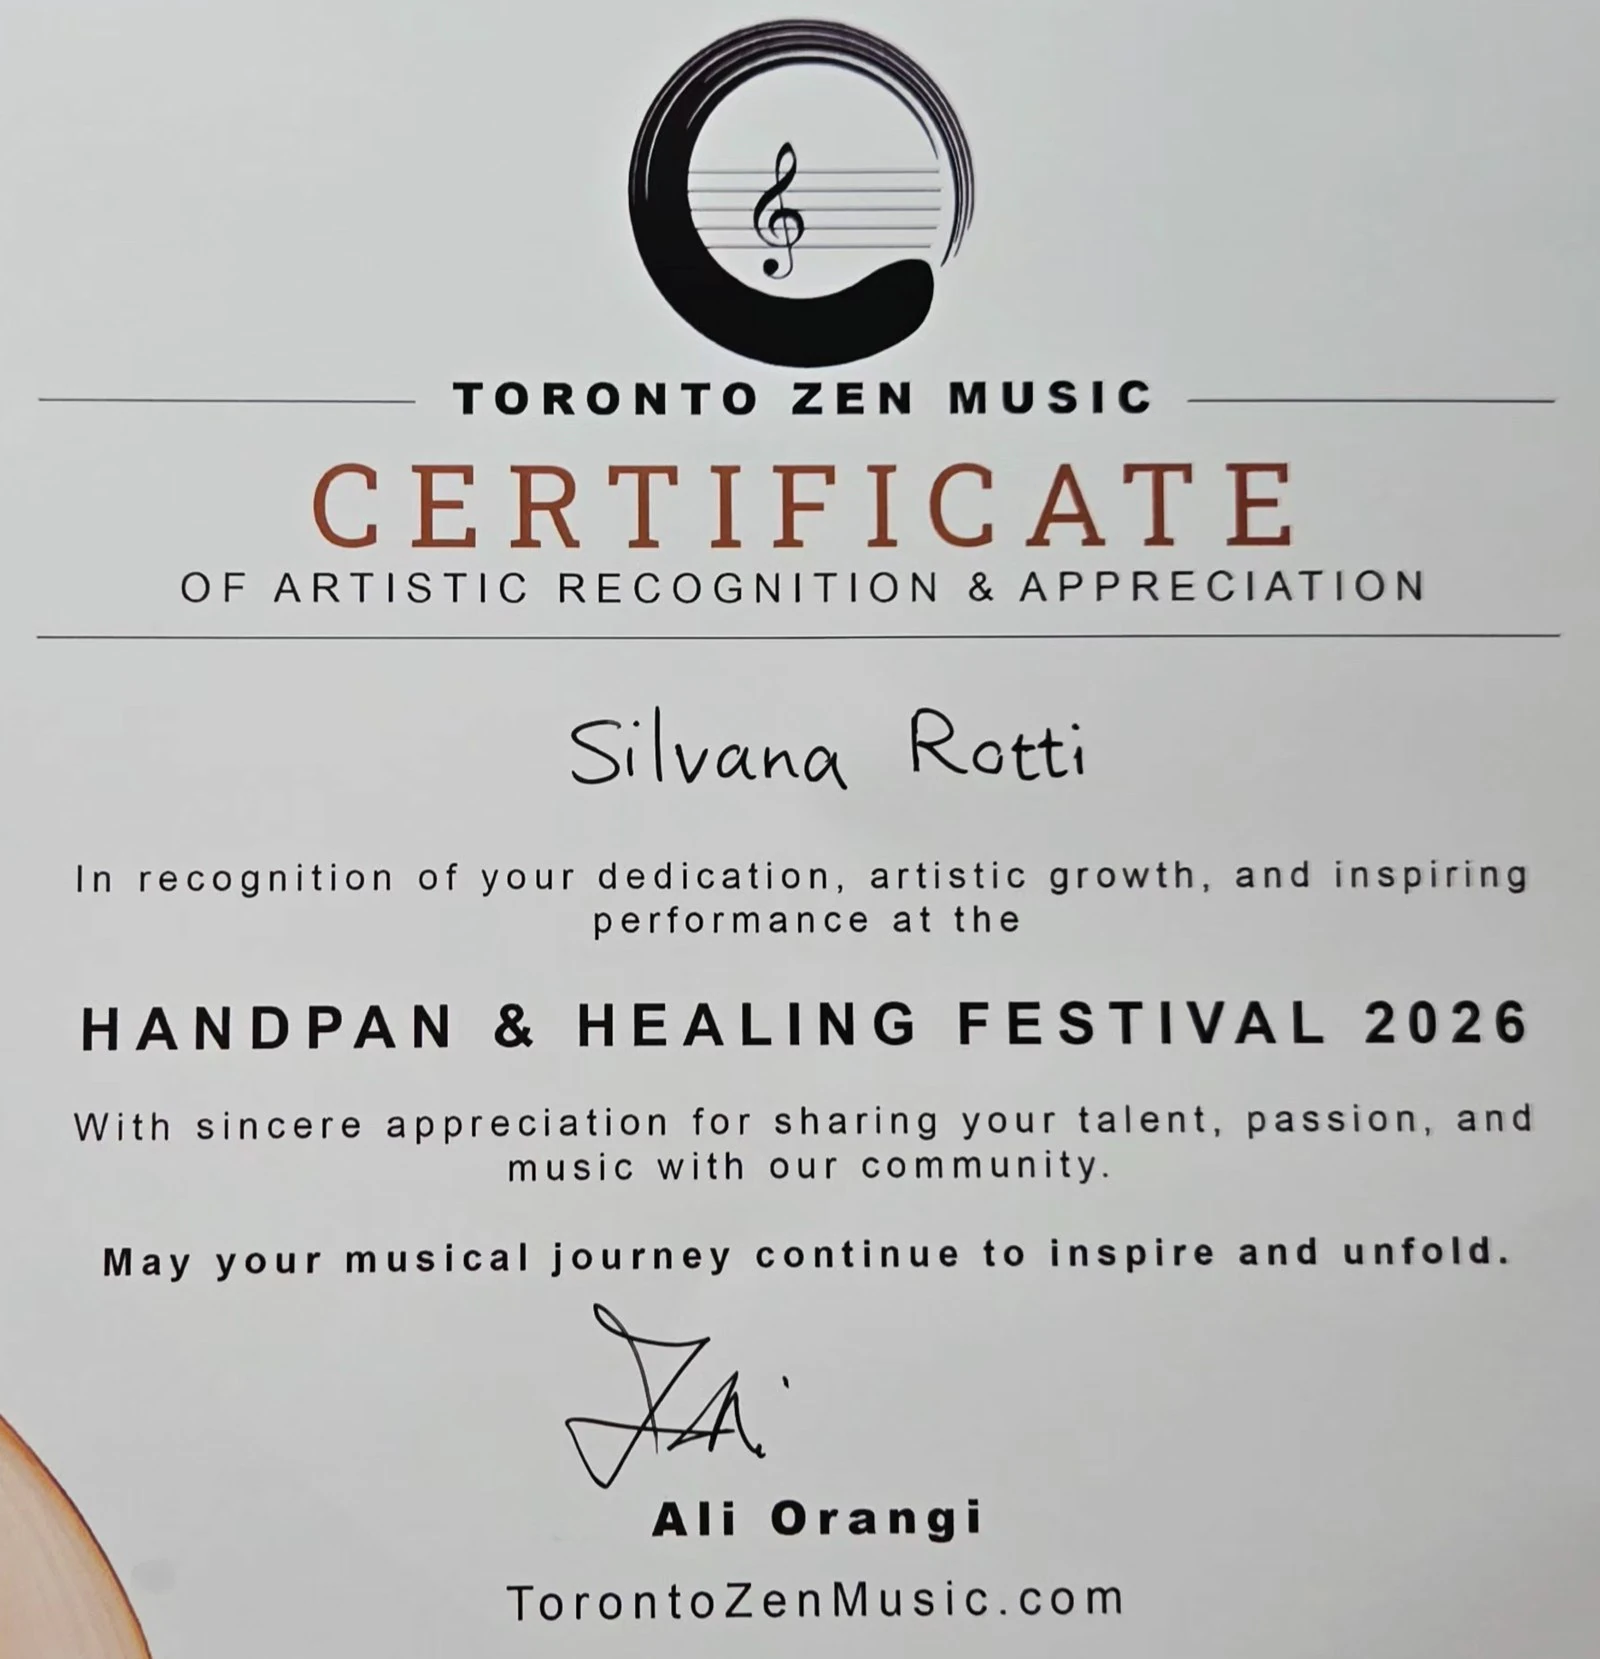 TORONTO ZEN MUSIC
CERTIFICATE
OF ARTISTIC RECOGNITION & APPRECIATION
Silvana Rotti
In recognition of your dedication, artistic growth, and inspiring
performance at the
HANDPAN & HEALING FESTIVAL 2026
With sincere appreciation for sharing your talent, passion, and
music with our community.
May your musical journey continue to inspire and unfold.
Ali Orangi
TorontoZenMusic.com